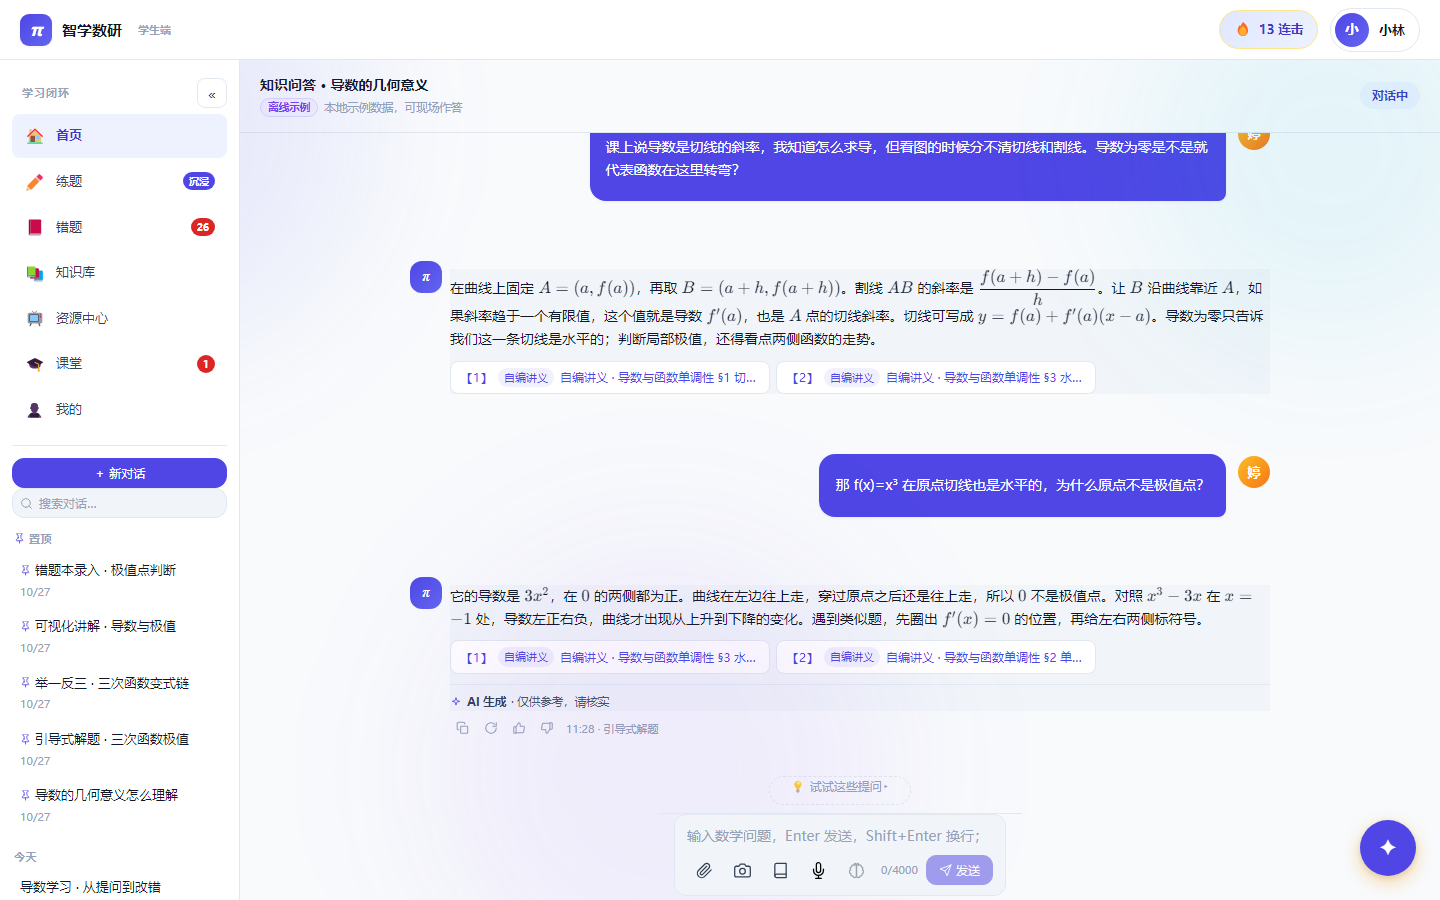 π 智学数研 学生端
13 连击
小 小林
学习闭环 «
首页
练题 沉浸
错题 26
知识库
资源中心
课堂 1
我的
+ 新对话
搜索对话...
置顶
错题本录入 · 极值点判断
10/27
可视化讲解 · 导数与极值
10/27
举一反三 · 三次函数变式链
10/27
引导式解题 · 三次函数极值
10/27
导数的几何意义怎么理解
10/27
今天
导数学习 · 从提问到改错
知识问答 • 导数的几何意义
离线示例 本地示例数据，可现场作答
对话中
课上说导数是切线的斜率，我知道怎么求导，但看图的时候分不清切线和割线。导数为零是不是就
代表函数在这里转弯？
婷
π
在曲线上固定 A = (a, f(a))，再取 B = (a + h, f(a + h))。割线 AB 的斜率是 \frac{f(a + h) − f(a)}{h}。让 B 沿曲线靠近 A，如
果斜率趋于一个有限值，这个值就是导数 f′(a)，也是 A 点的切线斜率。切线可写成 y = f(a) + f′(a)(x − a)。导数为零只告诉
我们这一条切线是水平的；判断局部极值，还得看点两侧函数的走势。
【1】 自编讲义 自编讲义 · 导数与函数单调性 §1 切...
【2】 自编讲义 自编讲义 · 导数与函数单调性 §3 水...
那 f(x)=x³ 在原点切线也是水平的，为什么原点不是极值点？
婷
π
它的导数是 3x²，在 0 的两侧都为正。曲线在左边往上走，穿过原点之后还是往上走，所以 0 不是极值点。对照 x³ − 3x 在 x =
−1 处，导数左正右负，曲线才出现从上升到下降的变化。遇到类似题，先圈出 f′(x) = 0 的位置，再给左右两侧标符号。
【1】 自编讲义 自编讲义 · 导数与函数单调性 §3 水...
【2】 自编讲义 自编讲义 · 导数与函数单调性 §2 单...
AI 生成 · 仅供参考，请核实
11:28 · 引导式解题
试试这些提问
输入数学问题，Enter 发送，Shift+Enter 换行；
0/4000 发送